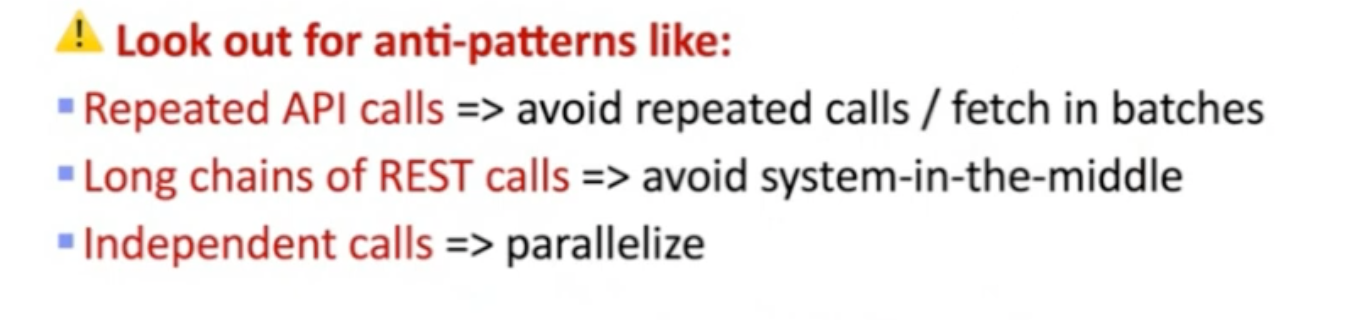 Look out for anti-patterns like:
Repeated API calls => avoid repeated calls / fetch in batches
Long chains of REST calls => avoid system-in-the-middle
Independent calls => parallelize